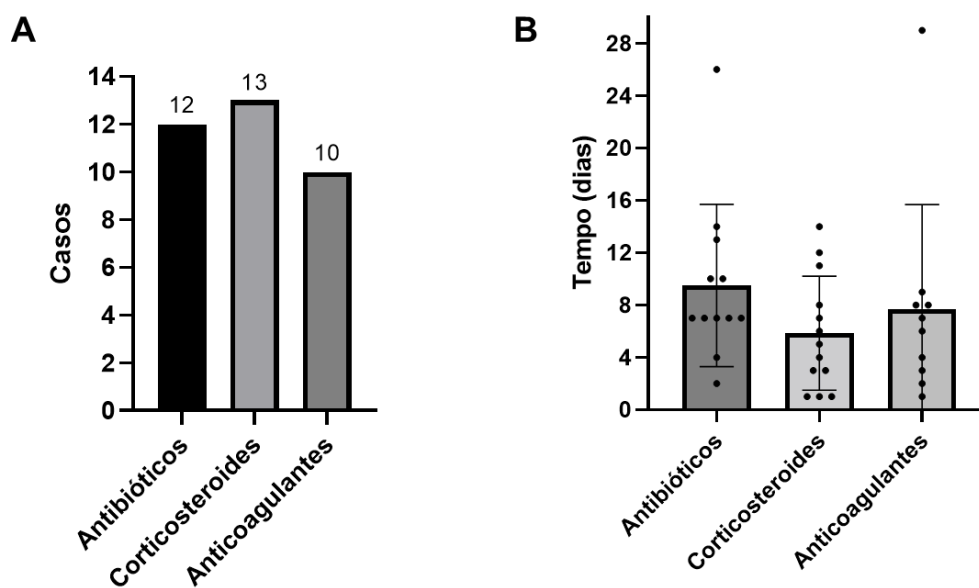 A
Casos
14
12
10
8
6
4
2
0
12
13
10
Antibióticos
Corticosteroides
Anticoagulantes
B
Tempo (dias)
28
24
20
16
12
8
4
0
Antibióticos
Corticosteroides
Anticoagulantes